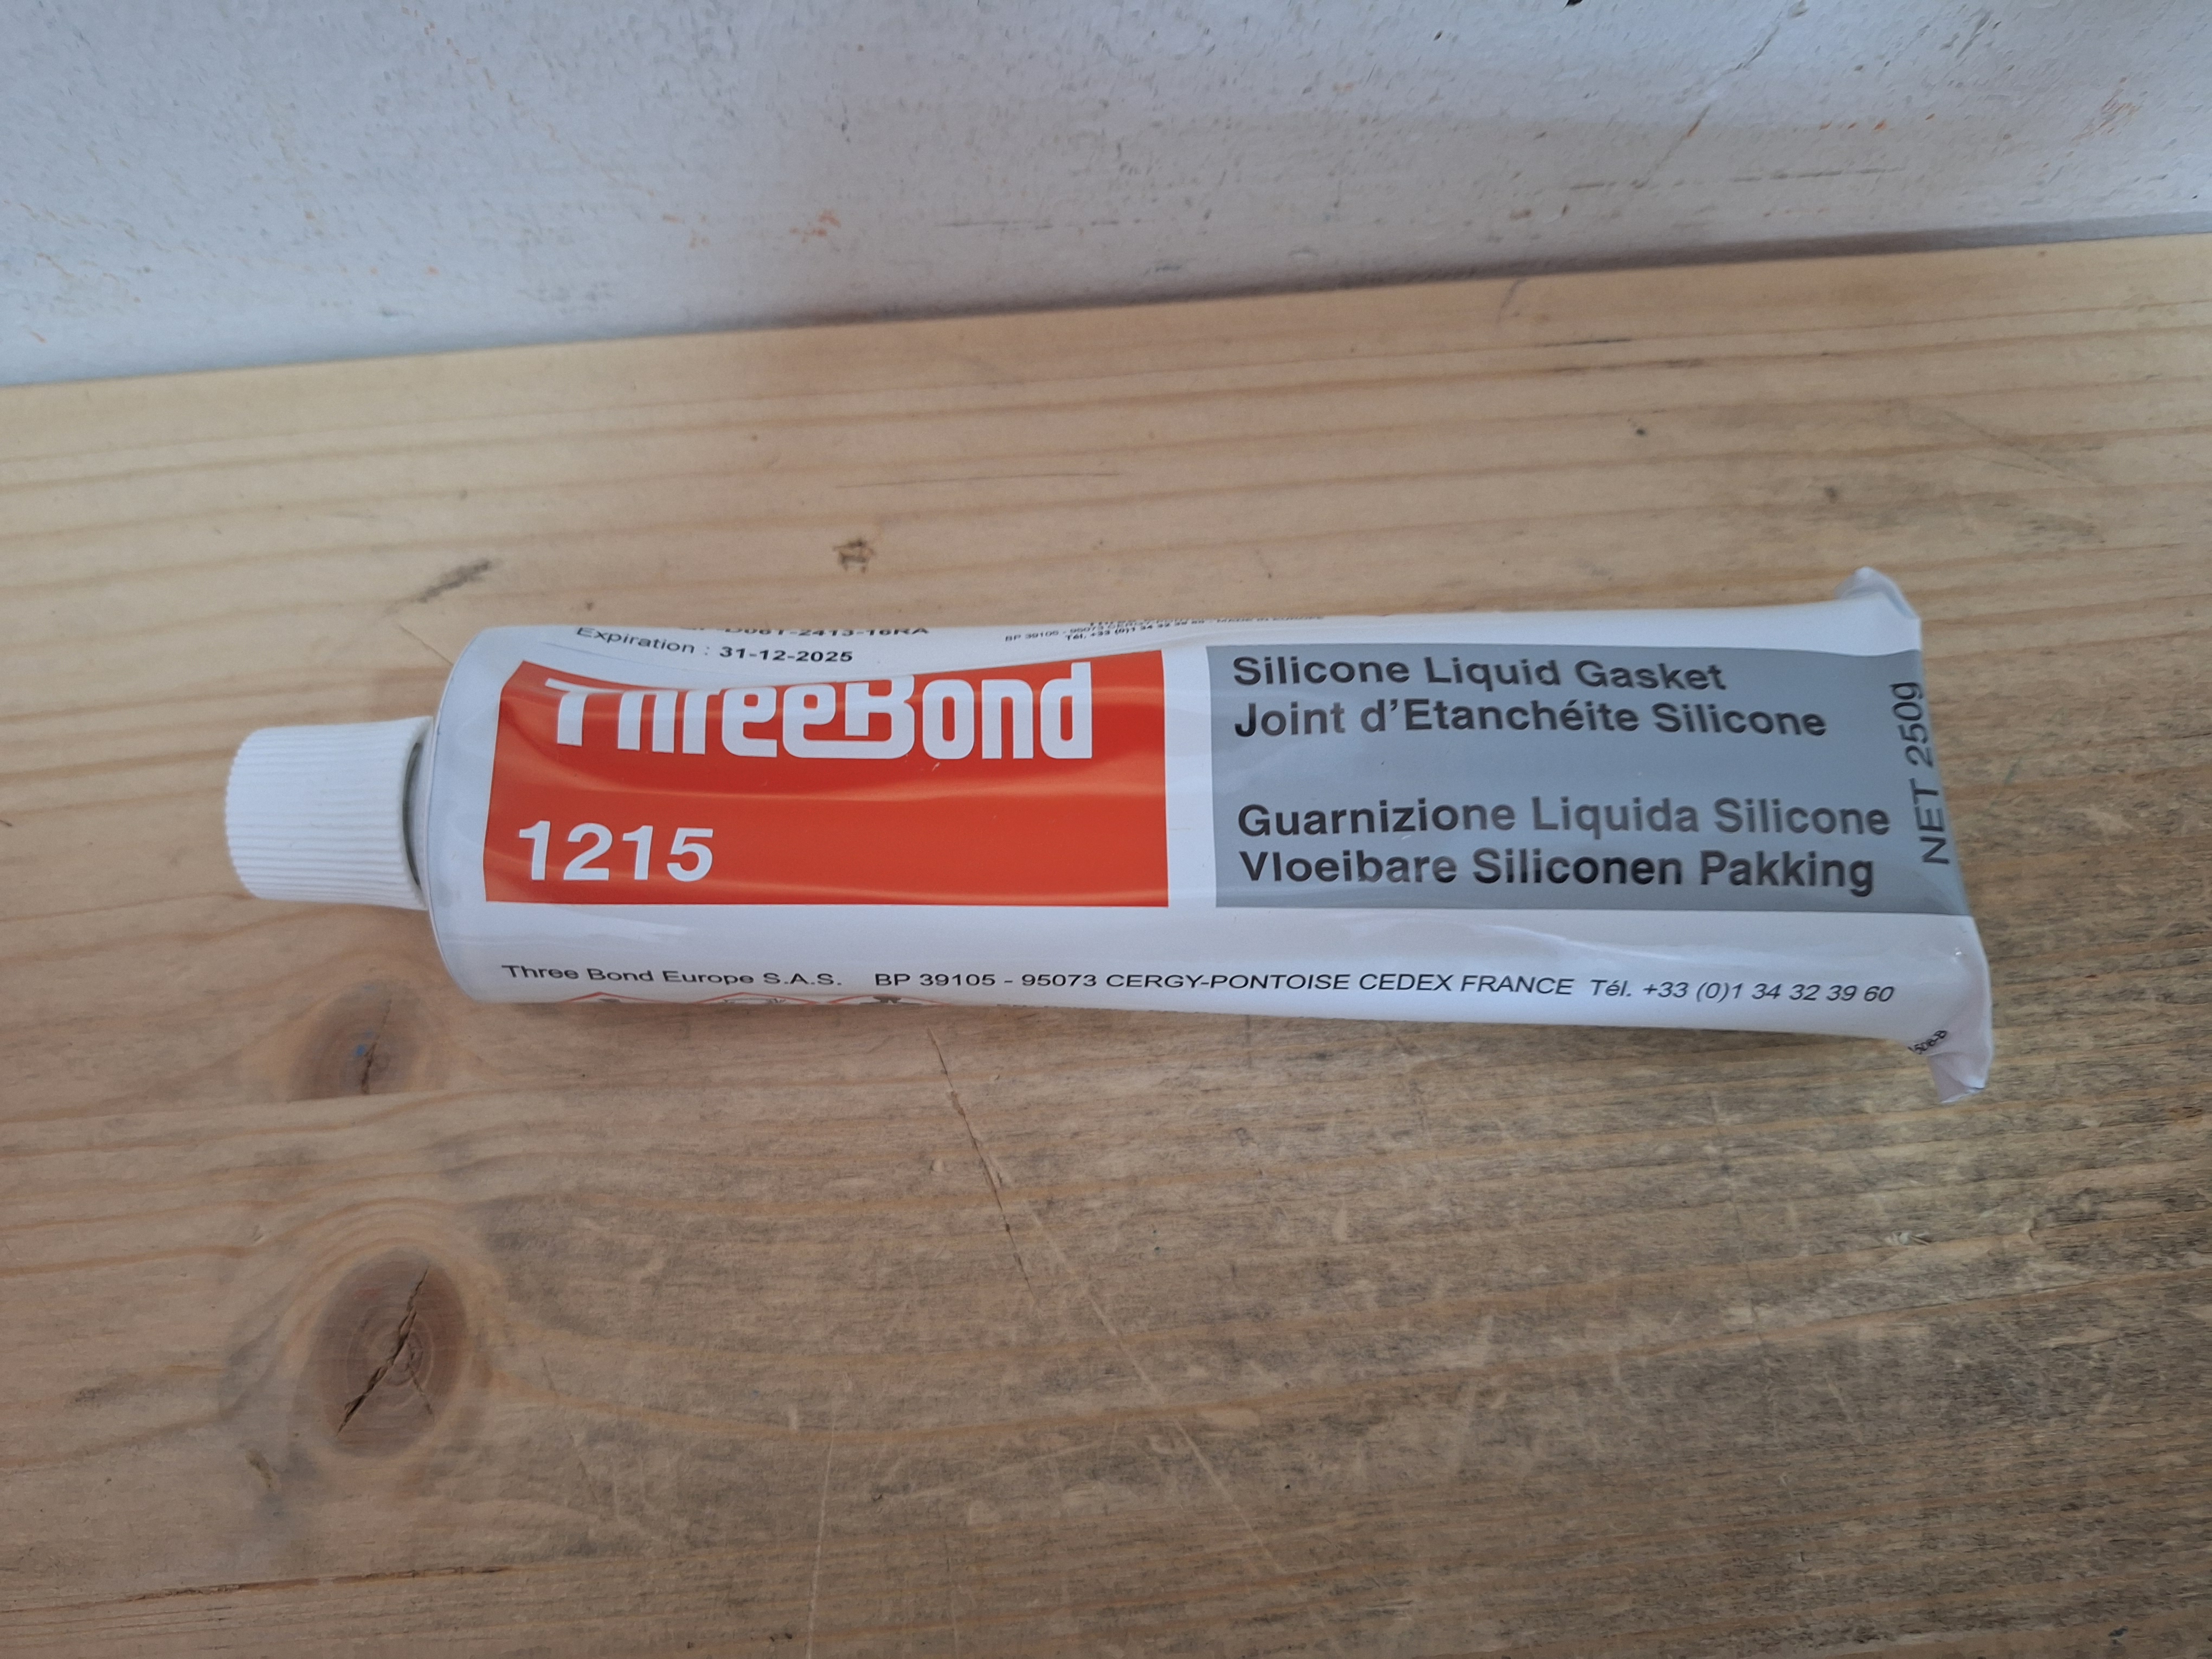 Expiration : 31-12-2025
ThreeBond
1215
Silicone Liquid Gasket
Joint d'Etanchéite Silicone
Guarnizione Liquida Silicone
Vloeibare Siliconen Pakking
NET 250g
Three Bond Europe S.A.S. BP 39105 - 95073 CERGY-PONTOISE CEDEX FRANCE Tél. +33 (0)1 34 32 39 60